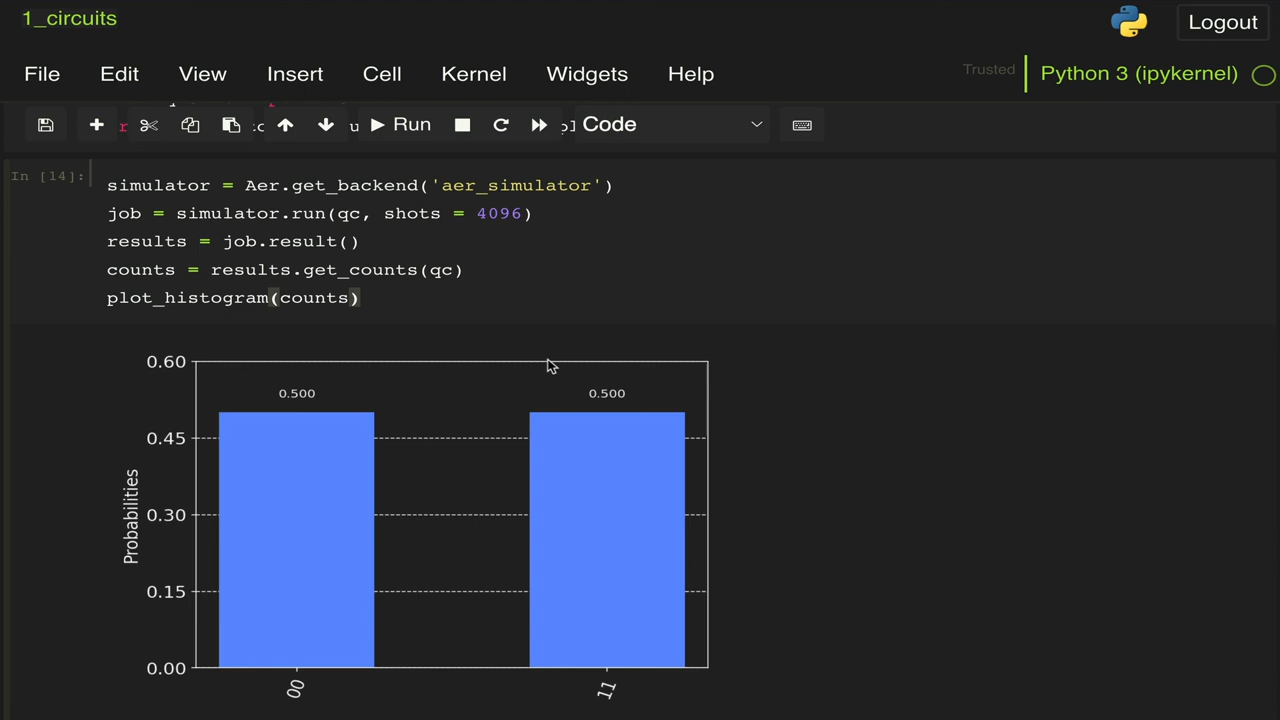 1_circuits
Logout
File Edit View Insert Cell Kernel Widgets Help
Trusted
Python 3 (ipykernel)
Run
Code
In [14]:
simulator = Aer.get_backend('aer_simulator')
job = simulator.run(qc, shots = 4096)
results = job.result()
counts = results.get_counts(qc)
plot_histogram(counts)
0.60
0.500 0.500
0.45
0.30
0.15
0.00
Probabilities
00 11